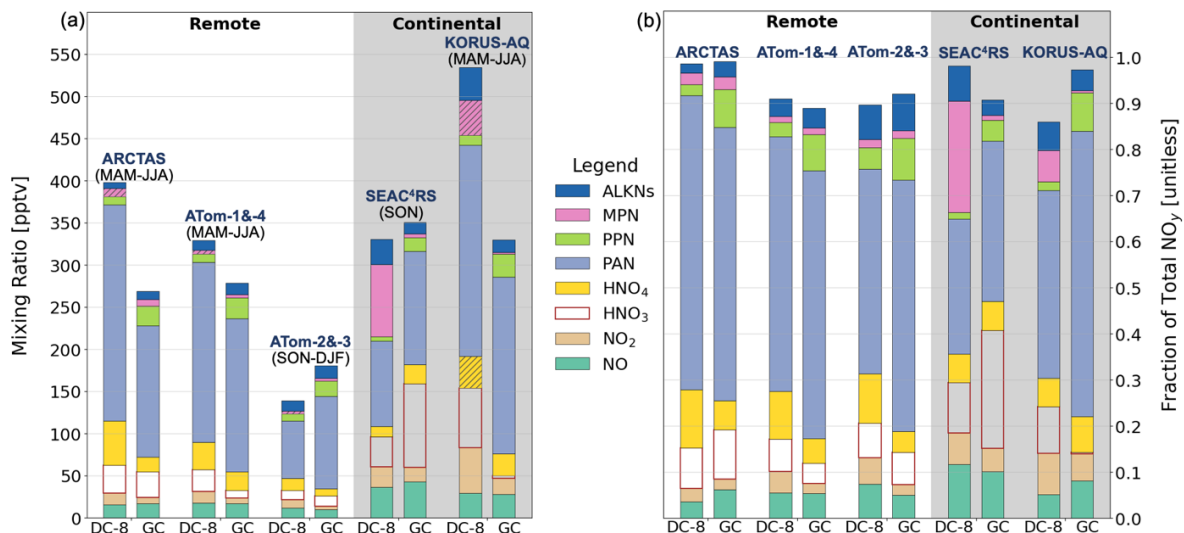 (a)
Remote
Continental
KORUS-AQ
(MAM-JJA)
ARCTAS
(MAM-JJA)
ATom-1&-4
(MAM-JJA)
ATom-2&-3
(SON-DJF)
SEAC⁴RS
(SON)
Mixing Ratio [pptv]
550
500
450
400
350
300
250
200
150
100
50
0
DC-8 GC DC-8 GC DC-8 GC DC-8 GC DC-8 GC
Legend
ALKNs
MPN
PPN
PAN
HNO₄
HNO₃
NO₂
NO
(b)
Remote
Continental
ARCTAS ATom-1&-4 ATom-2&-3 SEAC⁴RS KORUS-AQ
1.0
0.9
0.8
0.7
0.6
0.5
0.4
0.3
0.2
0.1
0.0
Fraction of Total NOy [unitless]
DC-8 GC DC-8 GC DC-8 GC DC-8 GC DC-8 GC